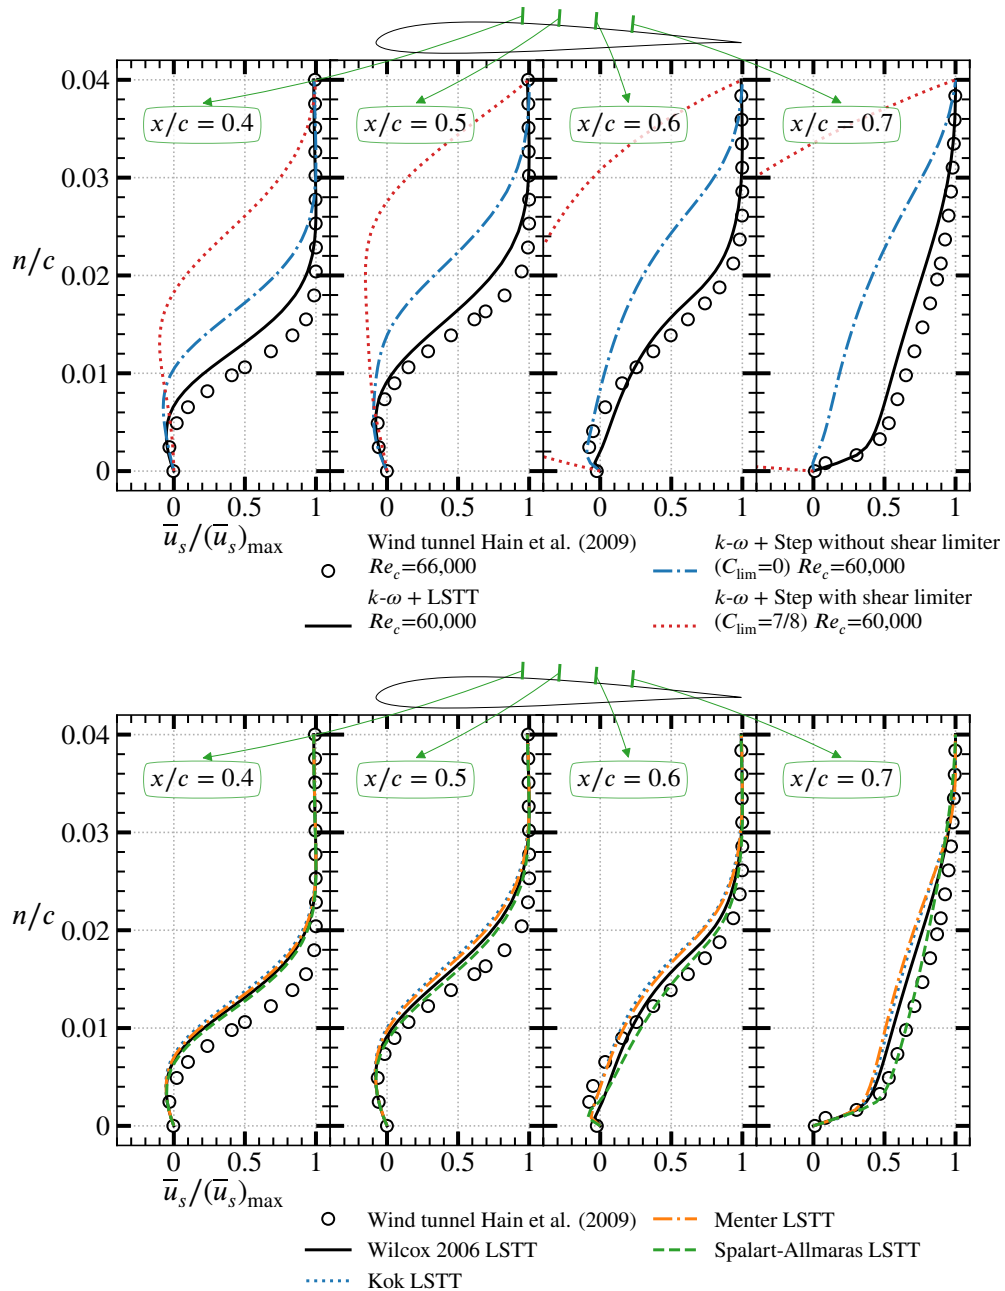 x/c = 0.4
x/c = 0.5
x/c = 0.6
x/c = 0.7
0.04
0.03
n/c
0.02
0.01
0
0 0.5 1 0 0.5 1 0 0.5 1 0 0.5 1
u̅ₛ/(u̅ₛ)max
Wind tunnel Hain et al. (2009)
Re_c=66,000
k-ω + LSTT
Re_c=60,000
k-ω + Step without shear limiter
(C_lim=0) Re_c=60,000
k-ω + Step with shear limiter
(C_lim=7/8) Re_c=60,000
x/c = 0.4
x/c = 0.5
x/c = 0.6
x/c = 0.7
0.04
0.03
n/c
0.02
0.01
0
0 0.5 1 0 0.5 1 0 0.5 1 0 0.5 1
u̅ₛ/(u̅ₛ)max
Wind tunnel Hain et al. (2009)
Wilcox 2006 LSTT
Kok LSTT
Menter LSTT
Spalart-Allmaras LSTT